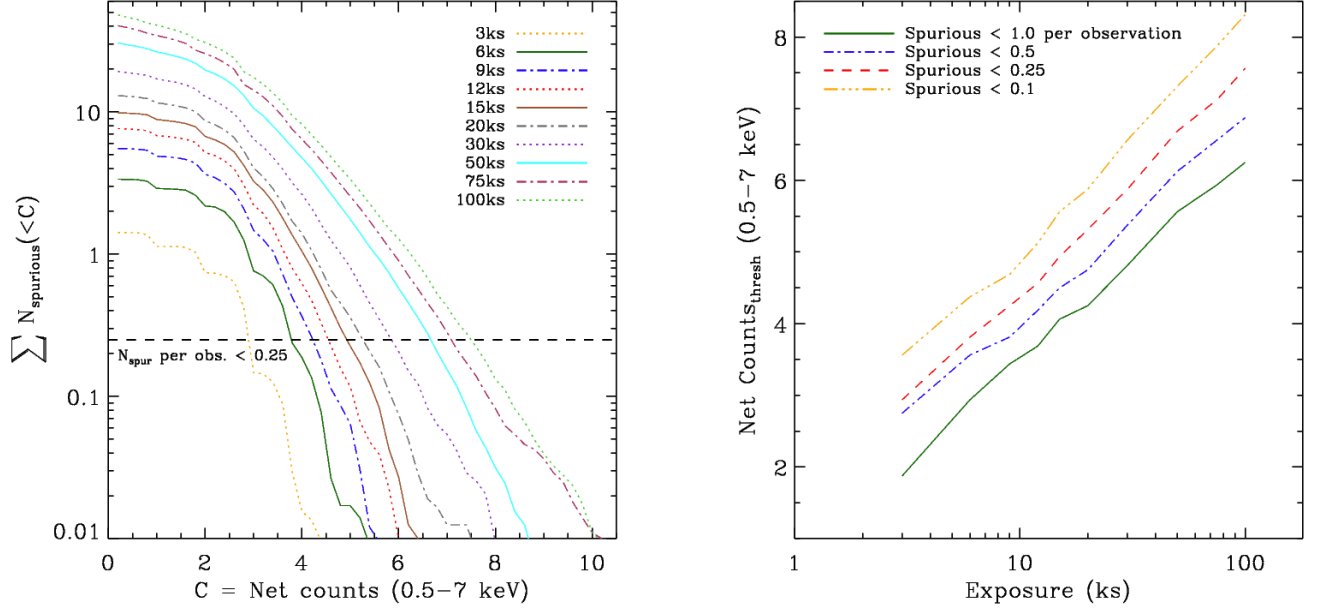 ∑ N_spurious(<C)
10
1
0.1
0.01
3ks
6ks
9ks
12ks
15ks
20ks
30ks
50ks
75ks
100ks
N_spur per obs. < 0.25
0 2 4 6 8 10
C = Net counts (0.5−7 keV)
Net Counts_thresh (0.5−7 keV)
8
6
4
2
Spurious < 1.0 per observation
Spurious < 0.5
Spurious < 0.25
Spurious < 0.1
1 10 100
Exposure (ks)